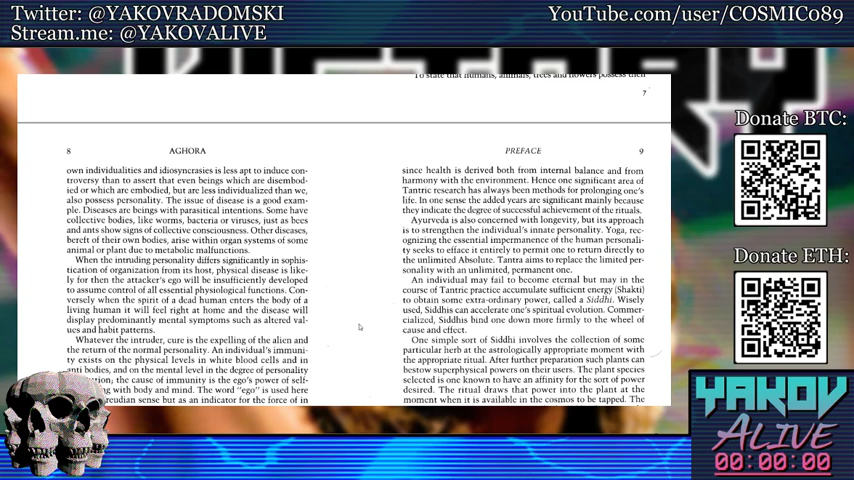 Twitter: @YAKOVRADOMSKI
Stream.me: @YAKOVALIVE
YouTube.com/user/COSMIC089
To state that humans, animals, trees and flowers possess their
7
8
AGHORA
own individualities and idiosyncrasies is less apt to induce con-
troversy than to assert that even beings which are disembod-
ied or which are embodied, but are less individualized than we,
also possess personality. The issue of disease is a good exam-
ple. Diseases are beings with parasitical intentions. Some have
collective bodies, like worms, bacteria or viruses, just as bees
and ants show signs of collective consciousness. Other diseases,
bereft of their own bodies, arise within organ systems of some
animal or plant due to metabolic malfunctions.
When the intruding personality differs significantly in sophis-
tication of organization from its host, physical disease is like-
ly for then the attacker's ego will be insufficiently developed
to assume control of all essential physiological functions. Con-
versely when the spirit of a dead human enters the body of a
living human it will feel right at home and the disease will
display predominantly mental symptoms such as altered val-
ues and habit patterns.
Whatever the intruder, cure is the expelling of the alien and
the return of the normal personality. An individual's immuni-
ty exists on the physical levels in white blood cells and in
anti bodies, and on the mental level in the degree of personality
the cause of immunity is the ego's power of self-
with body and mind. The word "ego" is used here
sense but as an indicator for the force of in
PREFACE
9
since health is derived both from internal balance and from
harmony with the environment. Hence one significant area of
Tantric research has always been methods for prolonging one's
life. In one sense the added years are significant mainly because
they indicate the degree of successful achievement of the rituals.
Ayurveda is also concerned with longevity, but its approach
is to strengthen the individual's innate personality. Yoga, rec-
ognizing the essential impermanence of the human personali-
ty seeks to efface it entirely to permit one to return directly to
the unlimited Absolute. Tantra aims to replace the limited per-
sonality with an unlimited, permanent one.
An individual may fail to become eternal but may in the
course of Tantric practice accumulate sufficient energy (Shakti)
to obtain some extra-ordinary power, called a Siddhi. Wisely
used, Siddhis can accelerate one's spiritual evolution. Commer-
cialized, Siddhis bind one down more firmly to the wheel of
cause and effect.
One simple sort of Siddhi involves the collection of some
particular herb at the astrologically appropriate moment with
the appropriate ritual. After further preparation such plants can
bestow superphysical powers on their users. The plant species
selected is one known to have an affinity for the sort of power
desired. The ritual draws that power into the plant at the
moment when it is available in the cosmos to be tapped. The
Donate BTC:
Donate ETH:
YAKOV
ALIVE
00:00:00